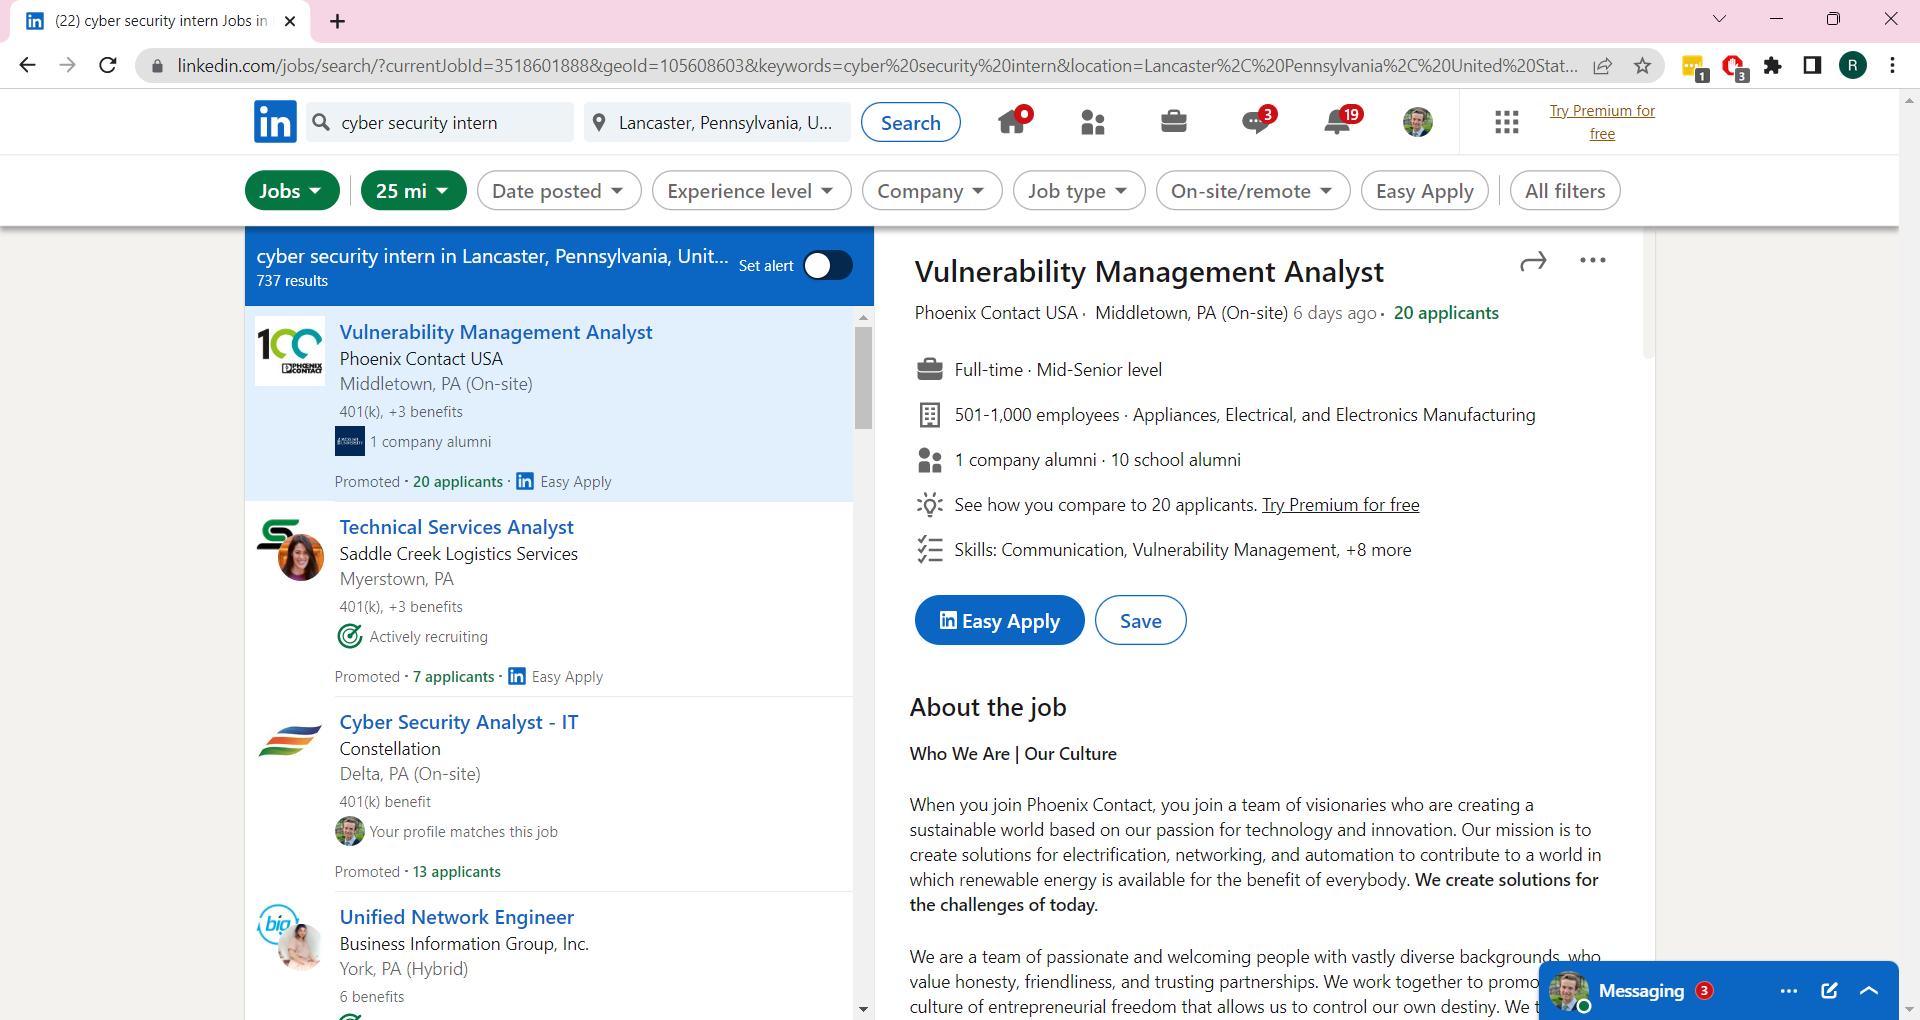 (22) cyber security intern Jobs in
linkedin.com/jobs/search/?currentJobId=3518601888&geoId=105608603&keywords=cyber%20security%20intern&location=Lancaster%2C%20Pennsylvania%2C%20United%20Stat...
1
3
R
in
cyber security intern
Lancaster, Pennsylvania, U...
Search
3
19
Try Premium for
free
Jobs
25 mi
Date posted
Experience level
Company
Job type
On-site/remote
Easy Apply
All filters
cyber security intern in Lancaster, Pennsylvania, Unit...
737 results
Set alert
100
PHŒNIX
CONTACT
Vulnerability Management Analyst
Phoenix Contact USA
Middletown, PA (On-site)
401(k), +3 benefits
1 company alumni
Promoted · 20 applicants · in Easy Apply
Technical Services Analyst
Saddle Creek Logistics Services
Myerstown, PA
401(k), +3 benefits
Actively recruiting
Promoted · 7 applicants · in Easy Apply
Cyber Security Analyst - IT
Constellation
Delta, PA (On-site)
401(k) benefit
Your profile matches this job
Promoted · 13 applicants
big
Unified Network Engineer
Business Information Group, Inc.
York, PA (Hybrid)
6 benefits
Vulnerability Management Analyst
Phoenix Contact USA · Middletown, PA (On-site) 6 days ago · 20 applicants
Full-time · Mid-Senior level
501-1,000 employees · Appliances, Electrical, and Electronics Manufacturing
1 company alumni · 10 school alumni
See how you compare to 20 applicants. Try Premium for free
Skills: Communication, Vulnerability Management, +8 more
in Easy Apply
Save
About the job
Who We Are | Our Culture
When you join Phoenix Contact, you join a team of visionaries who are creating a
sustainable world based on our passion for technology and innovation. Our mission is to
create solutions for electrification, networking, and automation to contribute to a world in
which renewable energy is available for the benefit of everybody. We create solutions for
the challenges of today.
We are a team of passionate and welcoming people with vastly diverse backgrounds, who
value honesty, friendliness, and trusting partnerships. We work together to promo
culture of entrepreneurial freedom that allows us to control our own destiny. We t
Messaging 3